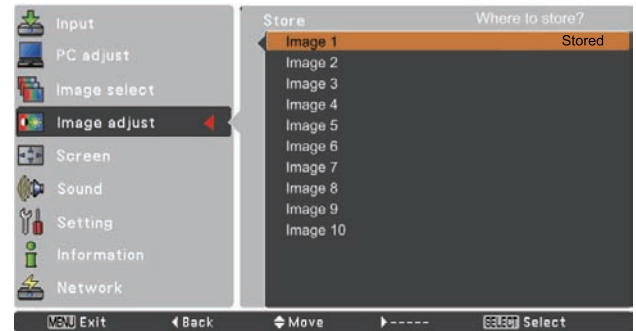 Input
PC adjust
Image select
Image adjust
Screen
Sound
Setting
Information
Network
Store Where to store?
Image 1 Stored
Image 2
Image 3
Image 4
Image 5
Image 6
Image 7
Image 8
Image 9
Image 10
MENU Exit Back Move ----- SELECT Select